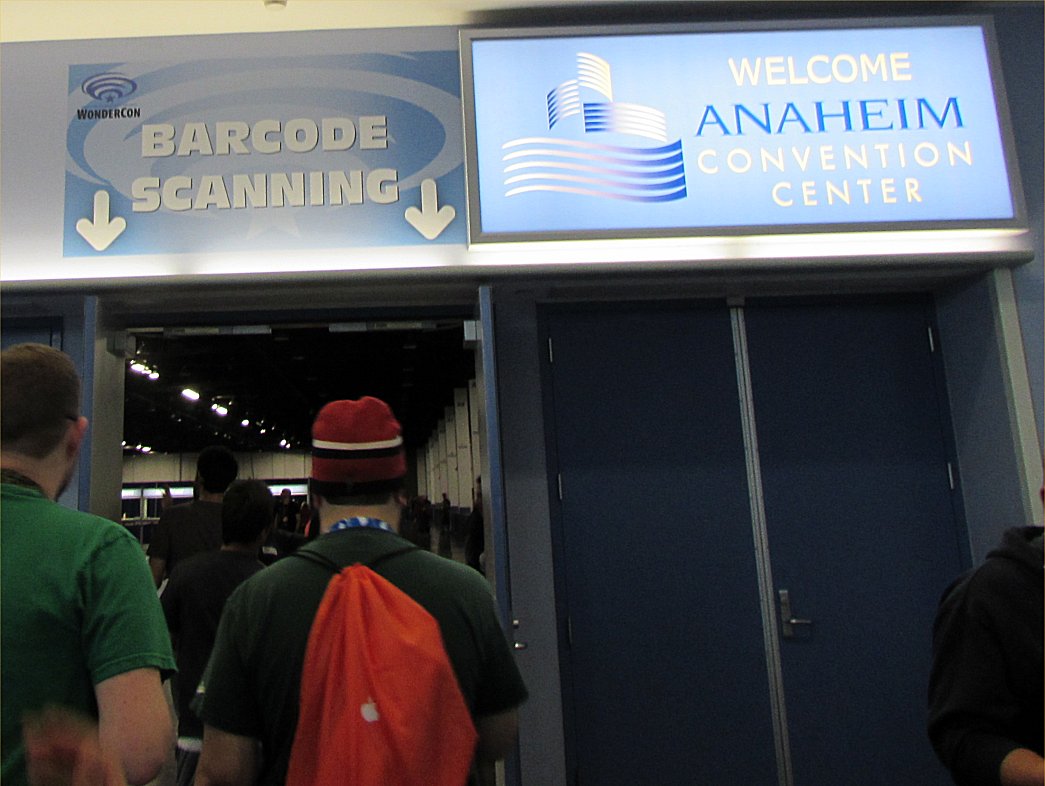 WONDERCON
BARCODE
SCANNING
WELCOME
ANAHEIM
CONVENTION
CENTER